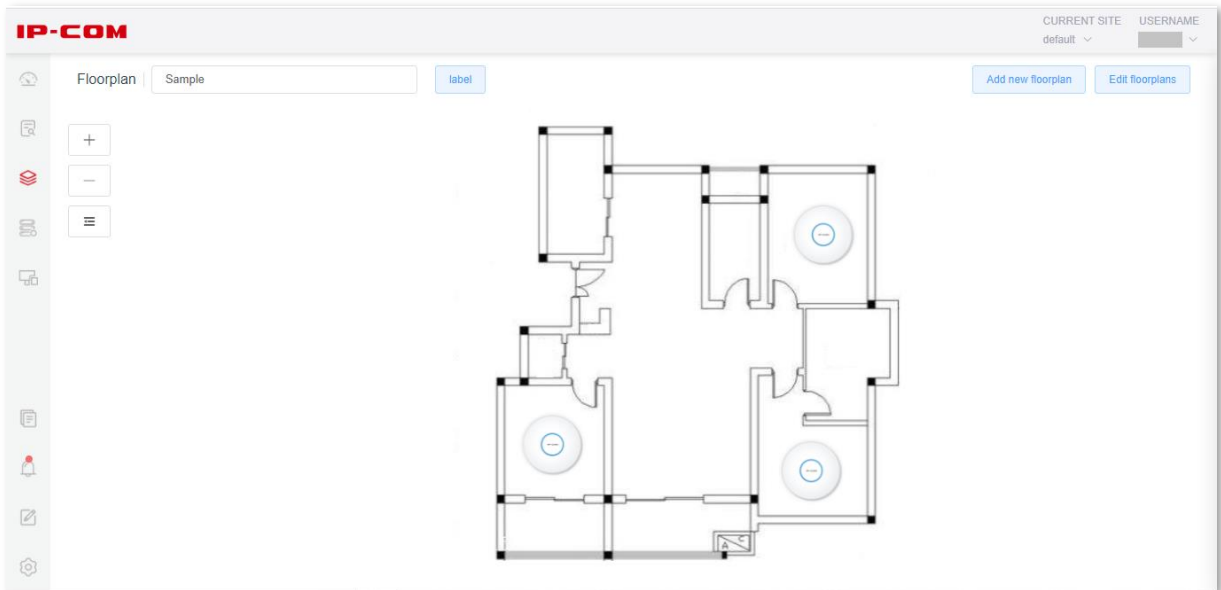 IP-COM
CURRENT SITE USERNAME
default
Floorplan Sample label Add new floorplan Edit floorplans
A C